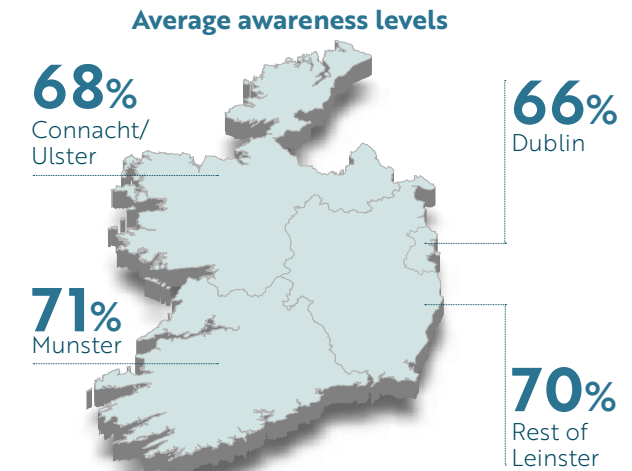 Average awareness levels
68%
Connacht/
Ulster
66%
Dublin
71%
Munster
70%
Rest of
Leinster